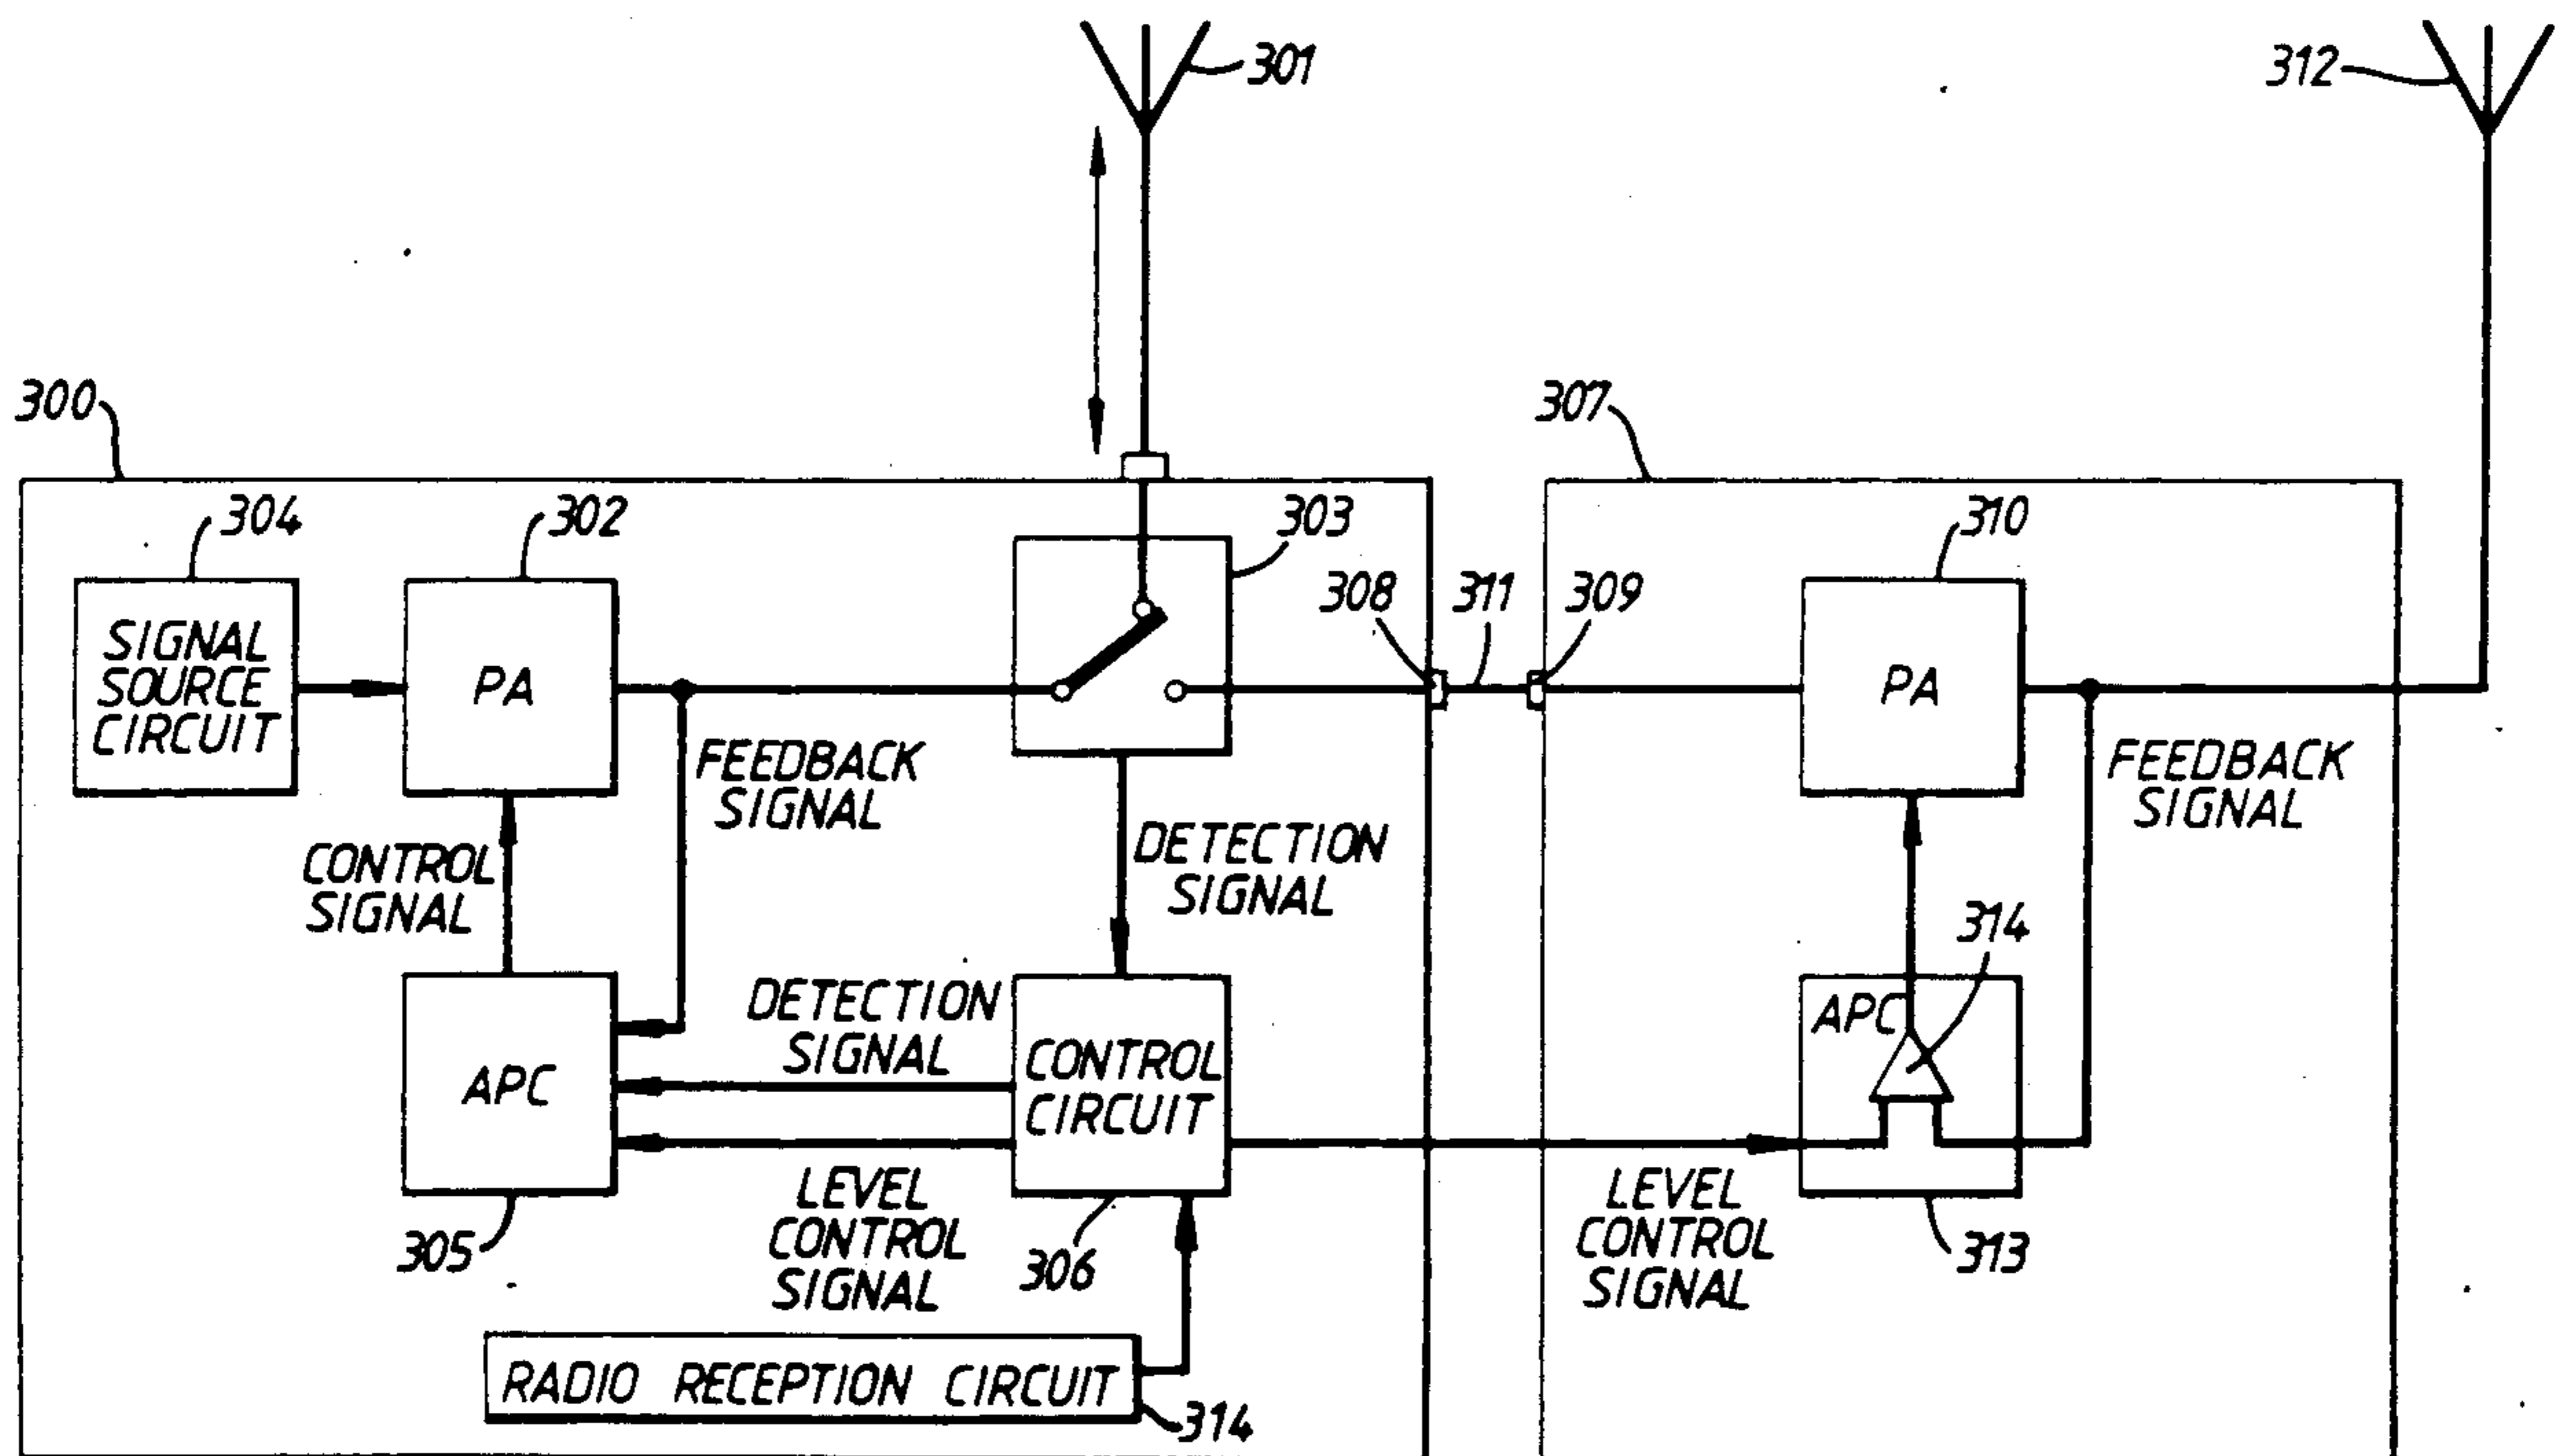 301
312
300
307
304
302
303
310
308
311
309
SIGNAL
SOURCE
CIRCUIT
PA
PA
FEEDBACK
SIGNAL
FEEDBACK
SIGNAL
CONTROL
SIGNAL
DETECTION
SIGNAL
314
DETECTION
SIGNAL
APC
APC
CONTROL
CIRCUIT
LEVEL
CONTROL
SIGNAL
LEVEL
CONTROL
SIGNAL
305
306
313
RADIO RECEPTION CIRCUIT
314